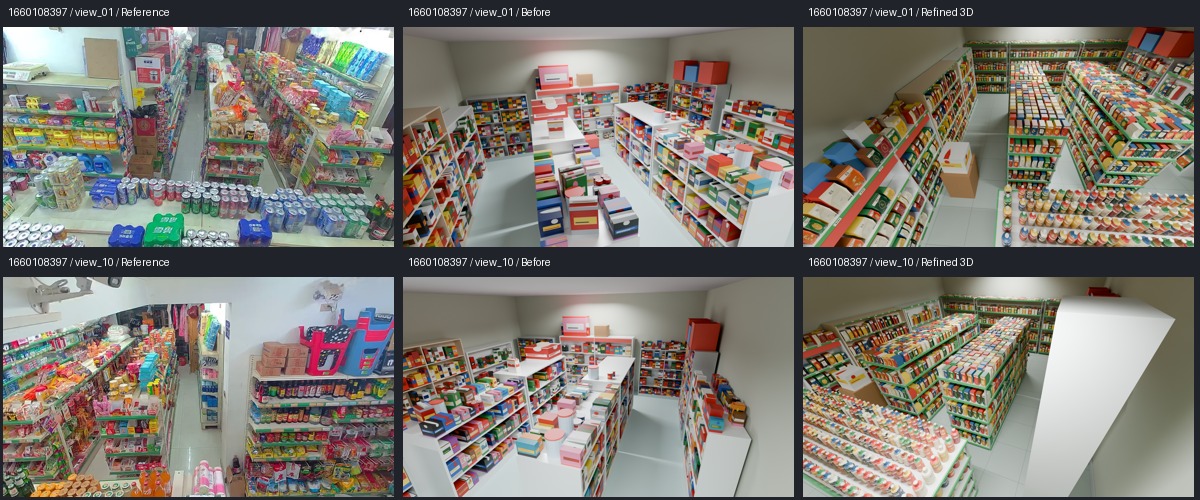 1660108397 / view_01 / Reference
1660108397 / view_01 / Before
1660108397 / view_01 / Refined 3D
1660108397 / view_10 / Reference
1660108397 / view_10 / Before
1660108397 / view_10 / Refined 3D